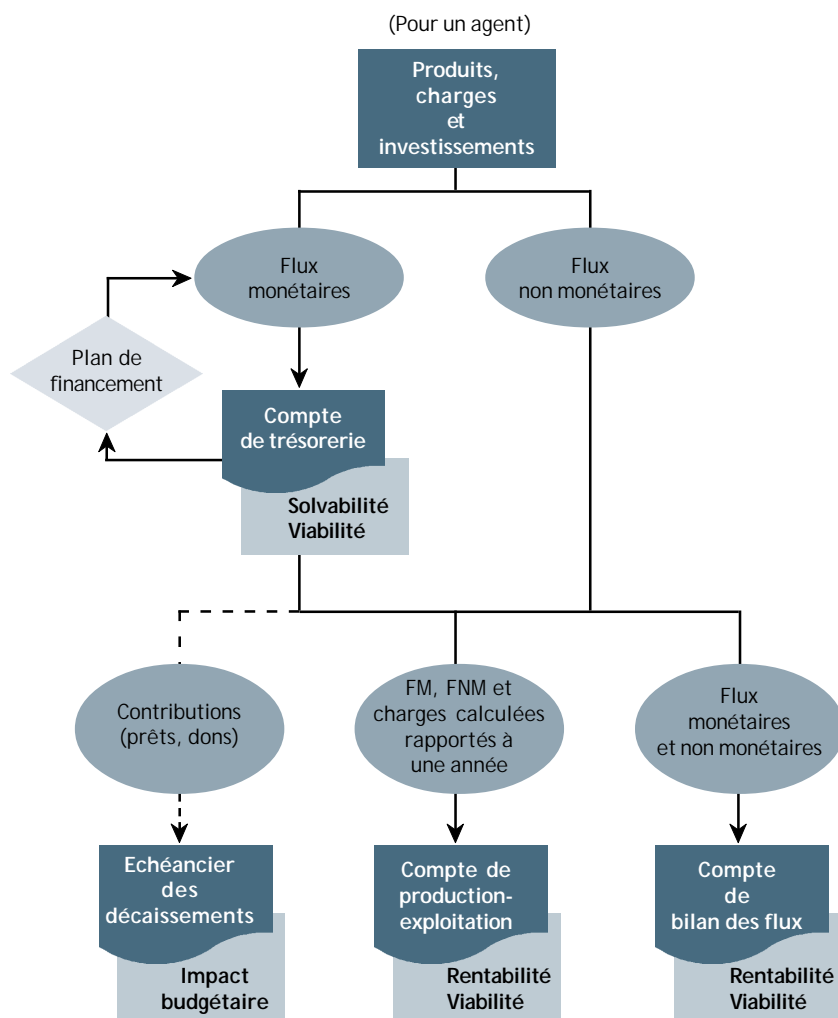 (Pour un agent)
Produits,
charges
et
investissements
Flux
monétaires
Flux
non monétaires
Plan de
financement
Compte
de trésorerie
Solvabilité
Viabilité
Contributions
(prêts, dons)
FM, FNM et
charges calculées
rapportés à
une année
Flux
monétaires
et non monétaires
Echéancier
des
décaissements
Compte de
production-
exploitation
Compte
de
bilan des flux
Impact
budgétaire
Rentabilité
Viabilité
Rentabilité
Viabilité